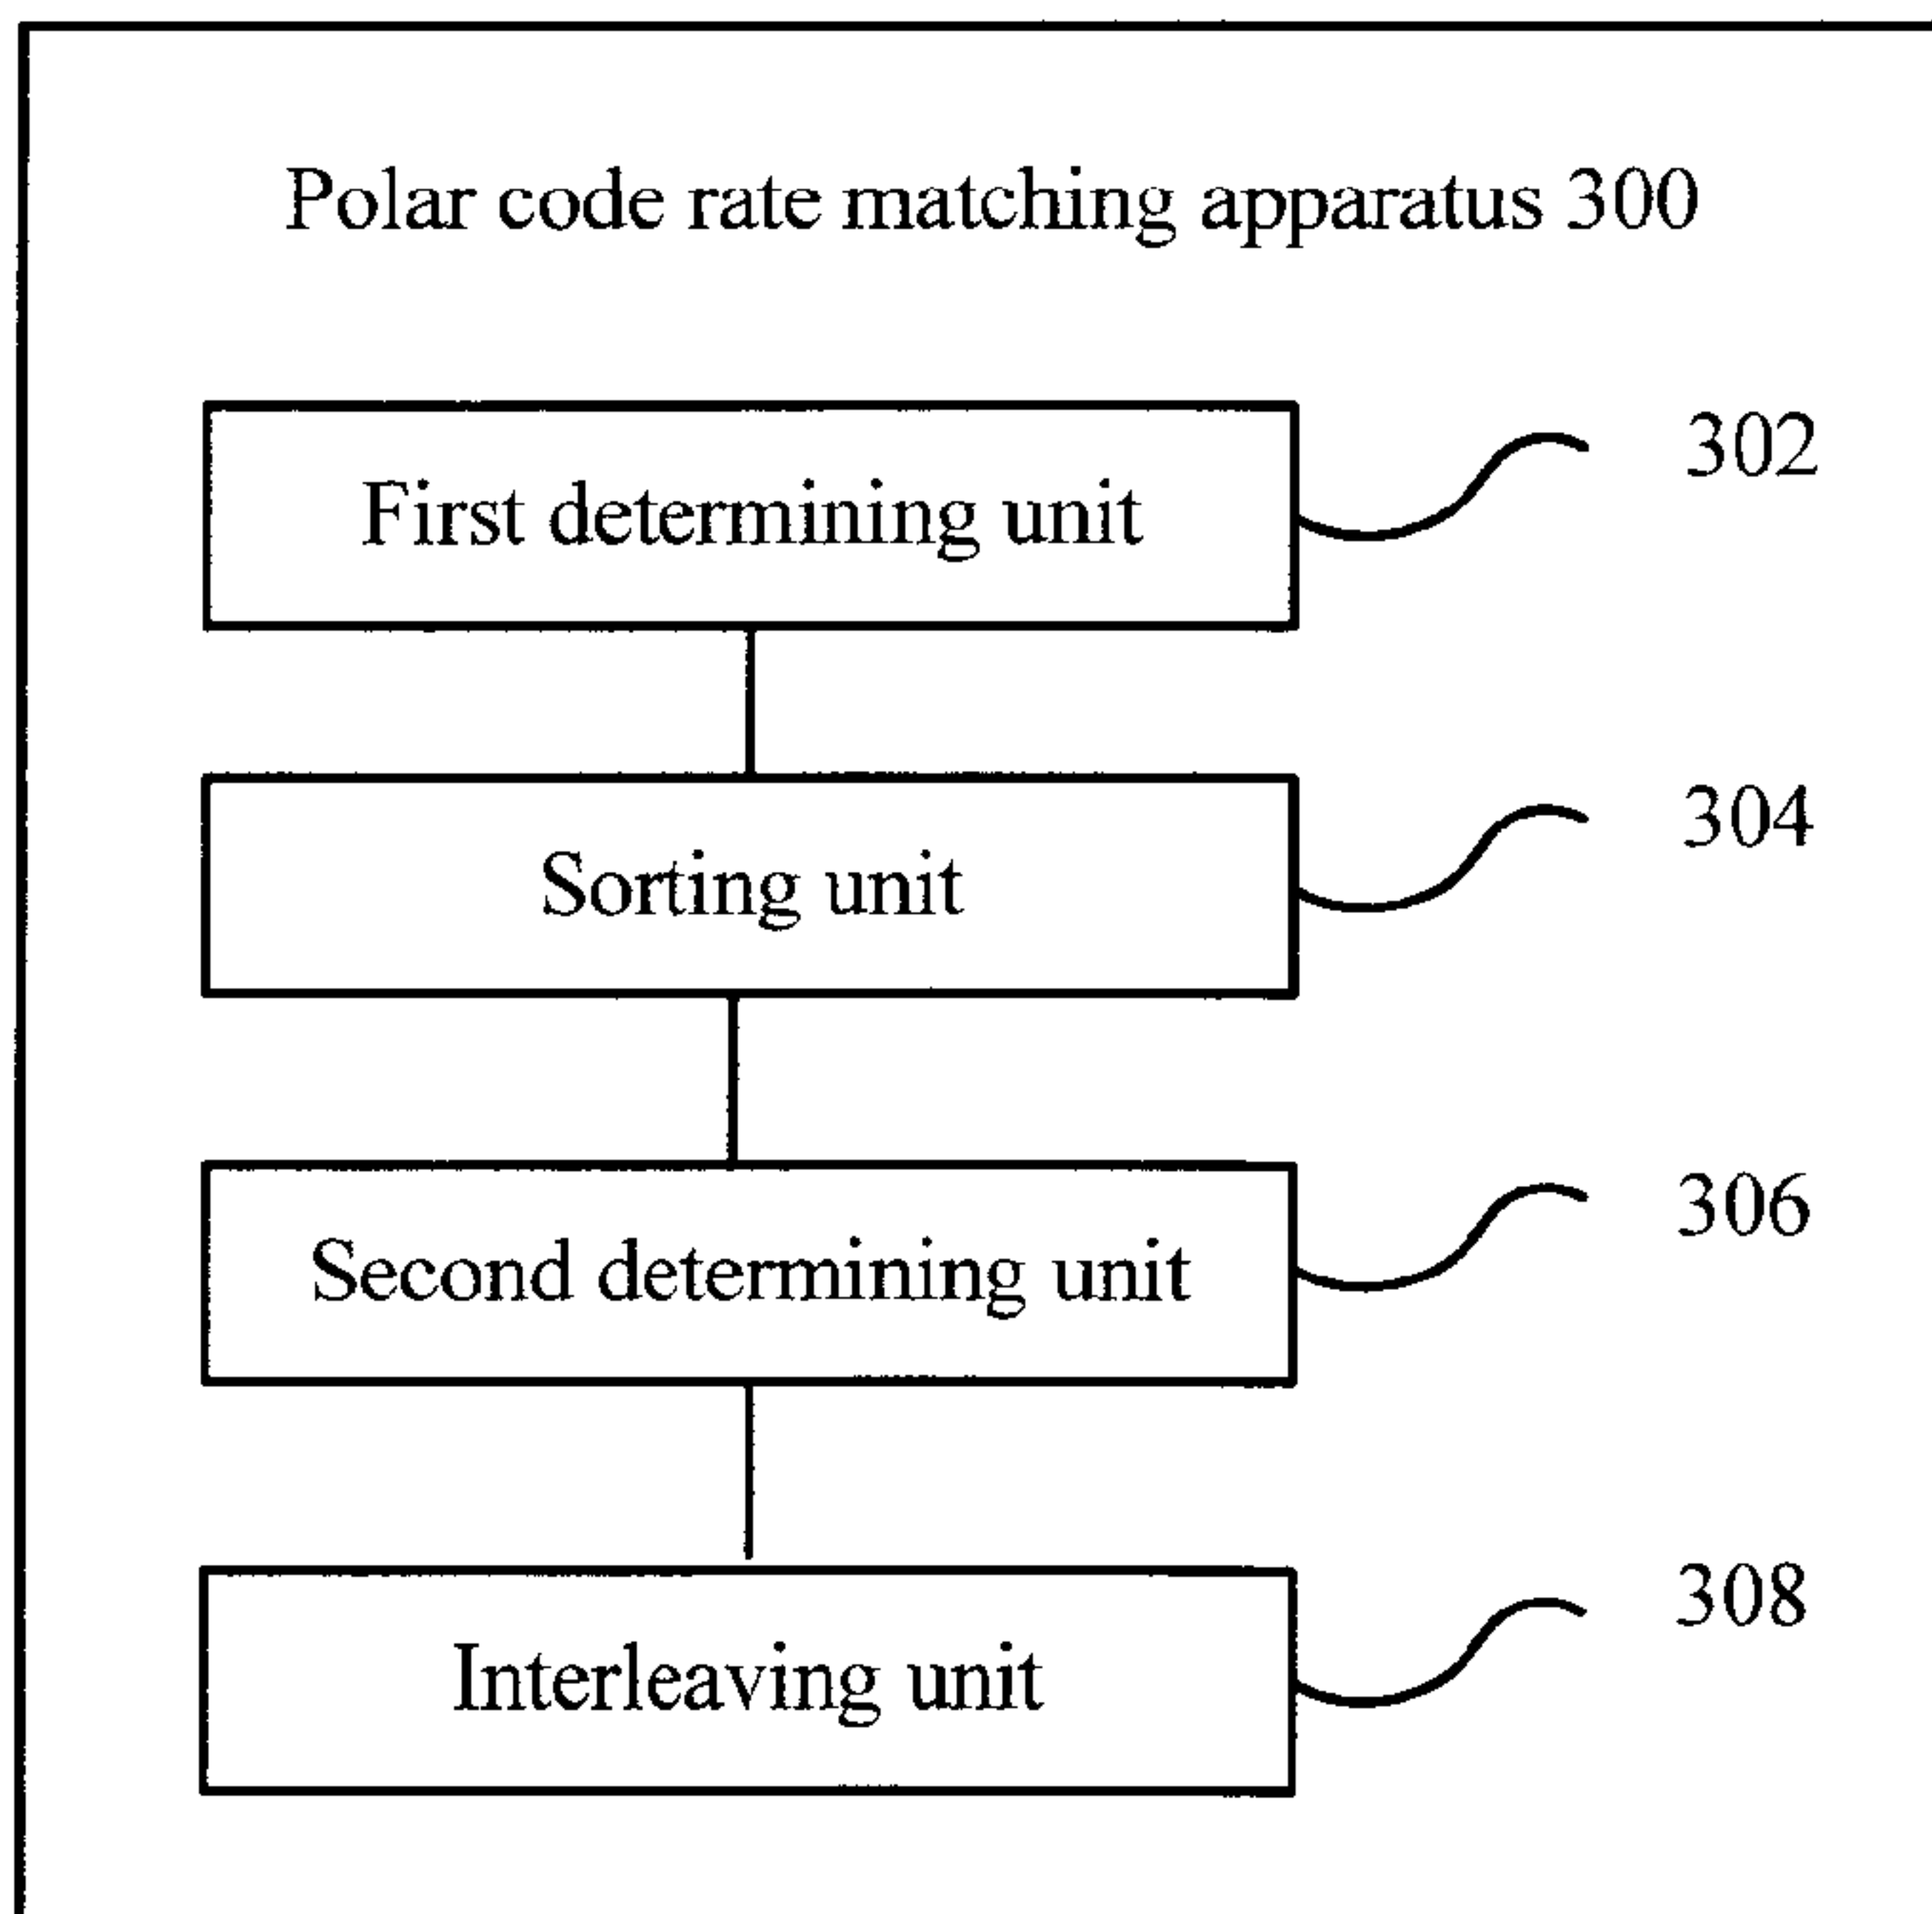 Polar code rate matching apparatus 300
First determining unit
302
Sorting unit
304
Second determining unit
306
Interleaving unit
308